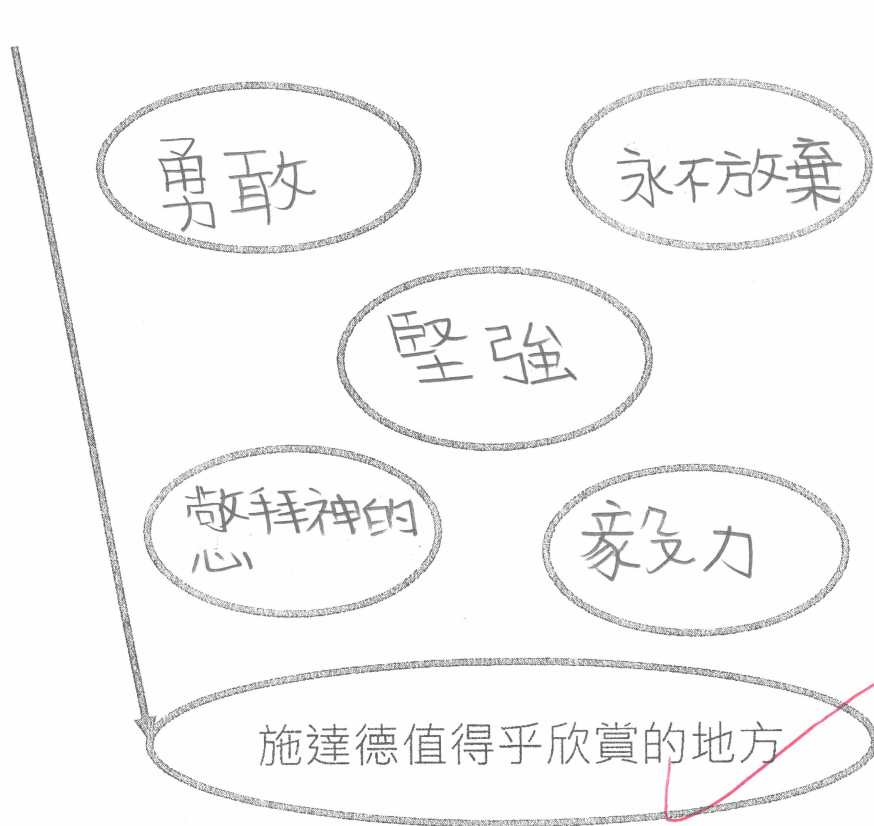 勇敢
永不放棄
堅強
敬拜神的
心
毅力
施達德值得乎欣賞的地方